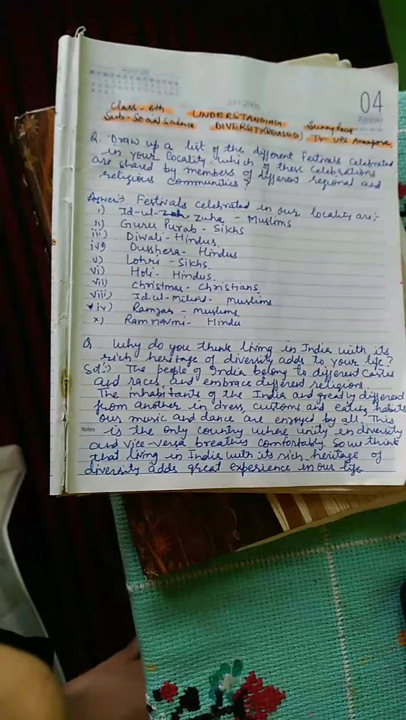 04
Class - 6th UNDERSTANDING
Sub - Social Science DIVERSITY
Q. Draw up a list of the different Festivals celebrated
in your locality which of these celebrations
are shared by members of different regional and
religious communities?
Answer:- Festivals celebrated in our locality are:-
i) Id-ul-zuha - Muslims
ii) Guru Purab - Sikhs
iii) Diwali - Hindus
iv) Dusshera - Hindus
v) Lohri - Sikhs
vi) Holi - Hindus
vii) Christmas - Christians
viii) Id-ul-Milad - Muslims
ix) Ramzan - muslims
x) Ramnavmi - Hindu
Q. Why do you think living in India with its
rich heritage of diversity adds to your life?
Sol:) The people of India belong to different Castes
and races, and embrace different religions.
The inhabitants of the India and greatly different
from another in dress, customs and eating habits
our music and dance are enjoyed by all. This
is the only country where unity in diversity
Notes
and vice-versa breaths comfortably. So we think
that living in India with its rich heritage of
diversity adds great experience in our life